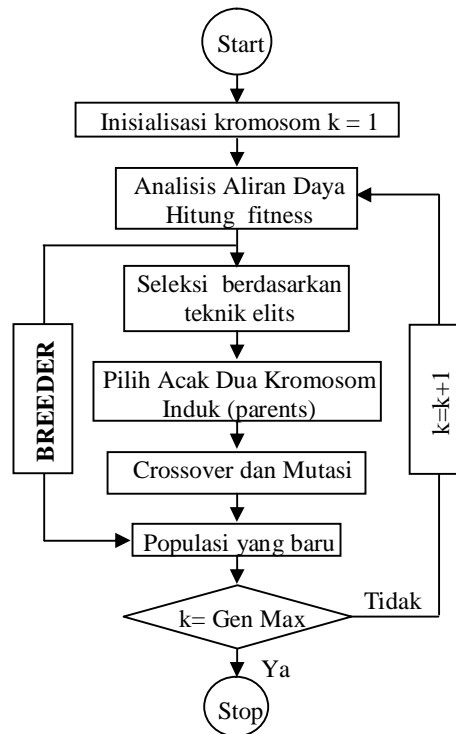 Start
Inisialisasi kromosom k = 1
Analisis Aliran Daya
Hitung fitness
Seleksi berdasarkan
teknik elits
BREEDER
k=k+1
Pilih Acak Dua Kromosom
Induk (parents)
Crossover dan Mutasi
Populasi yang baru
k= Gen Max
Tidak
Ya
Stop